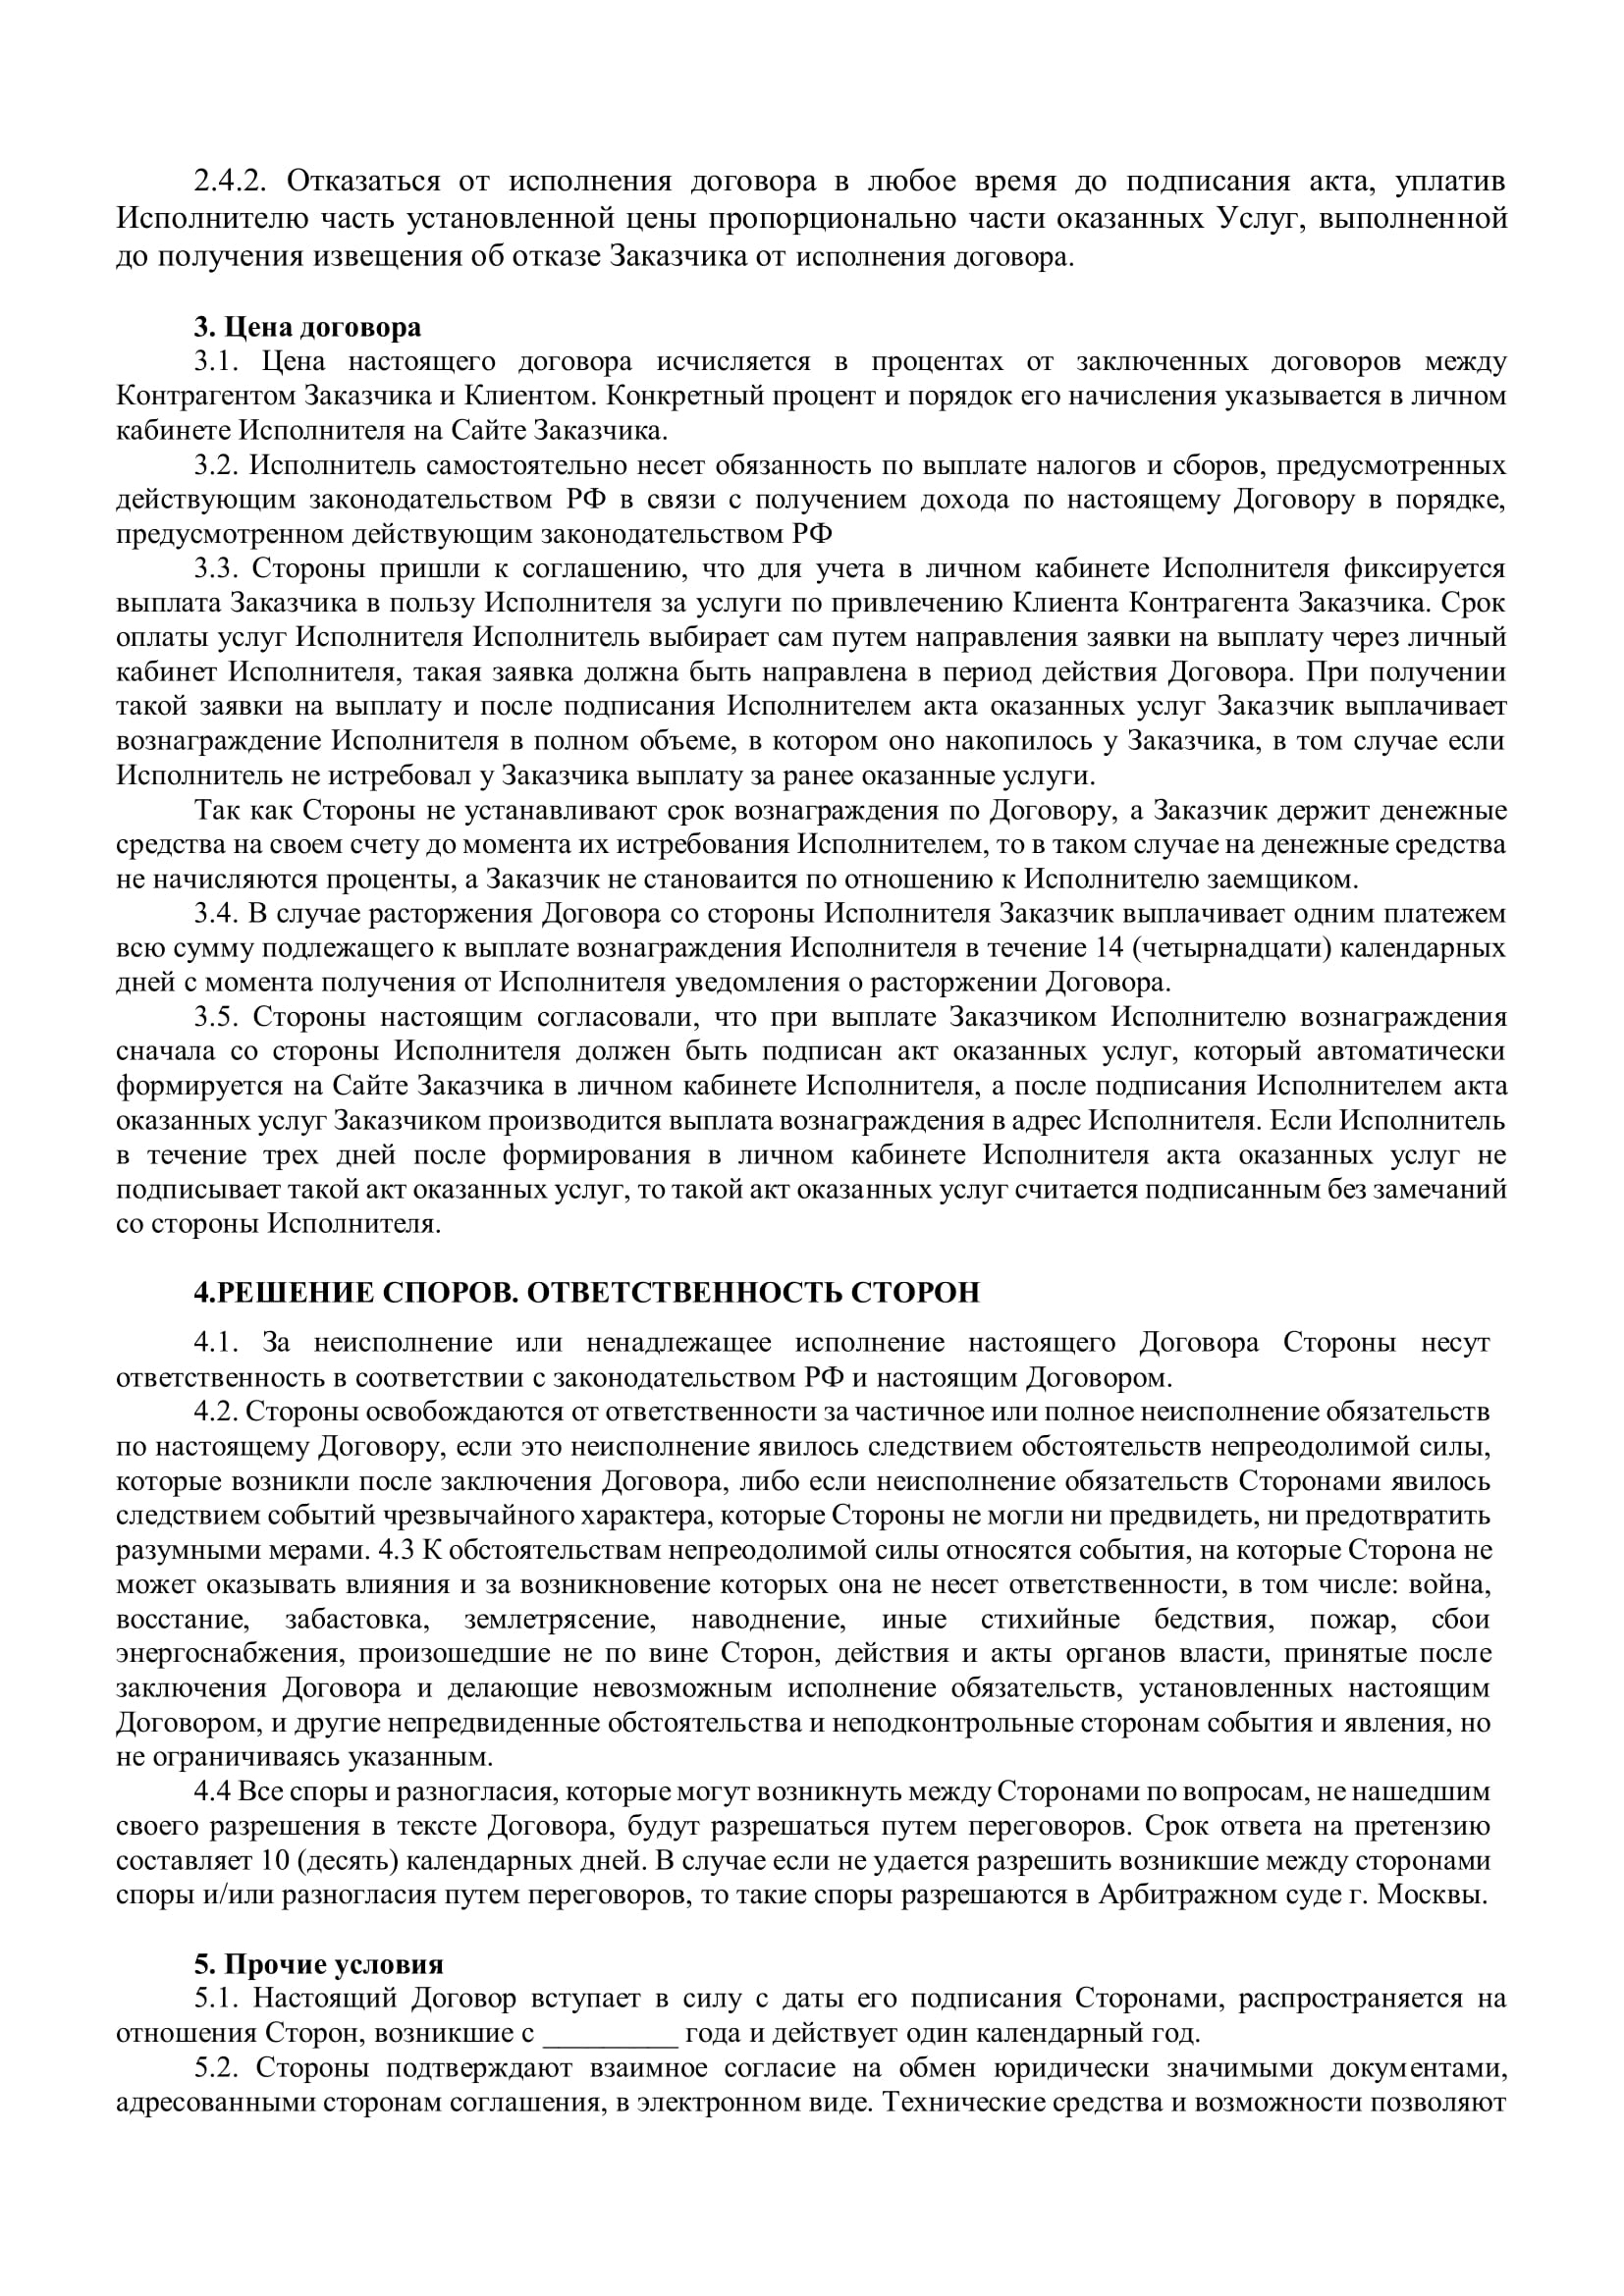 2.4.2. Отказаться от исполнения договора в любое время до подписания акта, уплатив
Исполнителю часть установленной цены пропорционально части оказанных Услуг, выполненной
до получения извещения об отказе Заказчика от исполнения договора.
3. Цена договора
3.1. Цена настоящего договора исчисляется в процентах от заключенных договоров между
Контрагентом Заказчика и Клиентом. Конкретный процент и порядок его начисления указывается в личном
кабинете Исполнителя на Сайте Заказчика.
3.2. Исполнитель самостоятельно несет обязанность по выплате налогов и сборов, предусмотренных
действующим законодательством РФ в связи с получением дохода по настоящему Договору в порядке,
предусмотренном действующим законодательством РФ
3.3. Стороны пришли к соглашению, что для учета в личном кабинете Исполнителя фиксируется
выплата Заказчика в пользу Исполнителя за услуги по привлечению Клиента Контрагента Заказчика. Срок
оплаты услуг Исполнителя Исполнитель выбирает сам путем направления заявки на выплату через личный
кабинет Исполнителя, такая заявка должна быть направлена в период действия Договора. При получении
такой заявки на выплату и после подписания Исполнителем акта оказанных услуг Заказчик выплачивает
вознаграждение Исполнителя в полном объеме, в котором оно накопилось у Заказчика, в том случае если
Исполнитель не истребовал у Заказчика выплату за ранее оказанные услуги.
Так как Стороны не устанавливают срок вознаграждения по Договору, а Заказчик держит денежные
средства на своем счету до момента их истребования Исполнителем, то в таком случае на денежные средства
не начисляются проценты, а Заказчик не становаится по отношению к Исполнителю заемщиком.
3.4. В случае расторжения Договора со стороны Исполнителя Заказчик выплачивает одним платежем
всю сумму подлежащего к выплате вознаграждения Исполнителя в течение 14 (четырнадцати) календарных
дней с момента получения от Исполнителя уведомления о расторжении Договора.
3.5. Стороны настоящим согласовали, что при выплате Заказчиком Исполнителю вознаграждения
сначала со стороны Исполнителя должен быть подписан акт оказанных услуг, который автоматически
формируется на Сайте Заказчика в личном кабинете Исполнителя, а после подписания Исполнителем акта
оказанных услуг Заказчиком производится выплата вознаграждения в адрес Исполнителя. Если Исполнитель
в течение трех дней после формирования в личном кабинете Исполнителя акта оказанных услуг не
подписывает такой акт оказанных услуг, то такой акт оказанных услуг считается подписанным без замечаний
со стороны Исполнителя.
4.РЕШЕНИЕ СПОРОВ. ОТВЕТСТВЕННОСТЬ СТОРОН
4.1. За неисполнение или ненадлежащее исполнение настоящего Договора Стороны несут
ответственность в соответствии с законодательством РФ и настоящим Договором.
4.2. Стороны освобождаются от ответственности за частичное или полное неисполнение обязательств
по настоящему Договору, если это неисполнение явилось следствием обстоятельств непреодолимой силы,
которые возникли после заключения Договора, либо если неисполнение обязательств Сторонами явилось
следствием событий чрезвычайного характера, которые Стороны не могли ни предвидеть, ни предотвратить
разумными мерами. 4.3 К обстоятельствам непреодолимой силы относятся события, на которые Сторона не
может оказывать влияния и за возникновение которых она не несет ответственности, в том числе: война,
восстание, забастовка, землетрясение, наводнение, иные стихийные бедствия, пожар, сбои
энергоснабжения, произошедшие не по вине Сторон, действия и акты органов власти, принятые после
заключения Договора и делающие невозможным исполнение обязательств, установленных настоящим
Договором, и другие непредвиденные обстоятельства и неподконтрольные сторонам события и явления, но
не ограничиваясь указанным.
4.4 Все споры и разногласия, которые могут возникнуть между Сторонами по вопросам, не нашедшим
своего разрешения в тексте Договора, будут разрешаться путем переговоров. Срок ответа на претензию
составляет 10 (десять) календарных дней. В случае если не удается разрешить возникшие между сторонами
споры и/или разногласия путем переговоров, то такие споры разрешаются в Арбитражном суде г. Москвы.
5. Прочие условия
5.1. Настоящий Договор вступает в силу с даты его подписания Сторонами, распространяется на
отношения Сторон, возникшие с _________ года и действует один календарный год.
5.2. Стороны подтверждают взаимное согласие на обмен юридически значимыми документами,
адресованными сторонам соглашения, в электронном виде. Технические средства и возможности позволяют